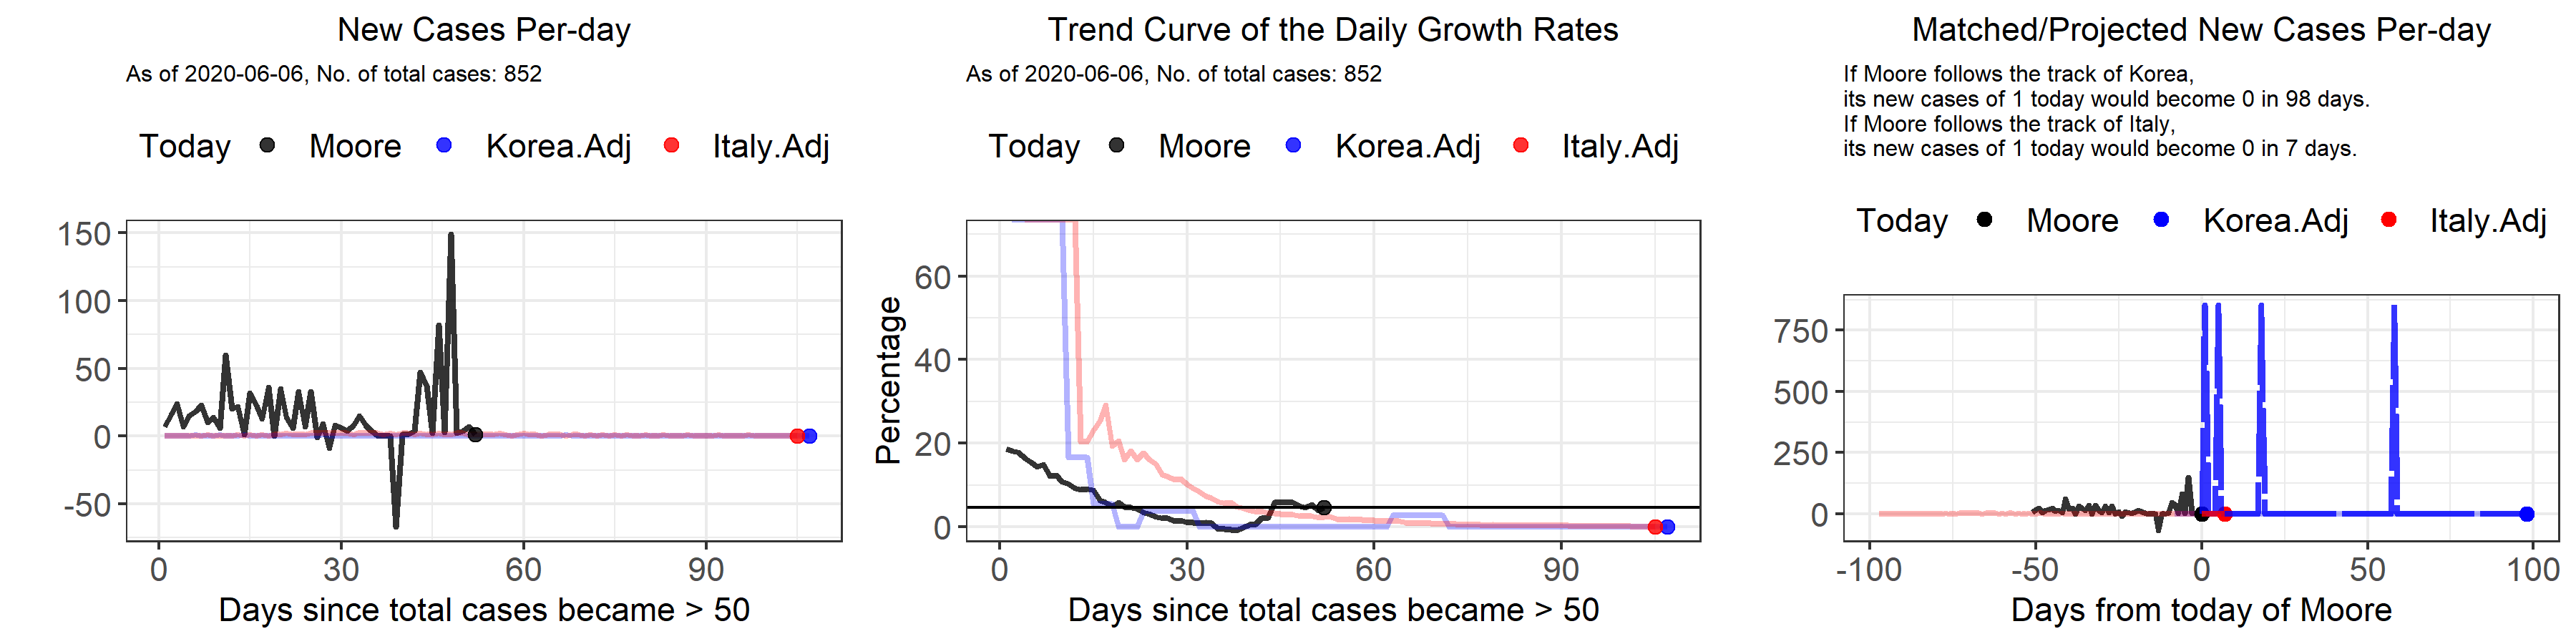 New Cases Per-day
As of 2020-06-06, No. of total cases: 852
Today Moore Korea.Adj Italy.Adj
150
100
50
0
-50
0 30 60 90
Days since total cases became > 50
Trend Curve of the Daily Growth Rates
As of 2020-06-06, No. of total cases: 852
Today Moore Korea.Adj Italy.Adj
Percentage
60
40
20
0
0 30 60 90
Days since total cases became > 50
Matched/Projected New Cases Per-day
If Moore follows the track of Korea,
its new cases of 1 today would become 0 in 98 days.
If Moore follows the track of Italy,
its new cases of 1 today would become 0 in 7 days.
Today Moore Korea.Adj Italy.Adj
750
500
250
0
-100 -50 0 50 100
Days from today of Moore